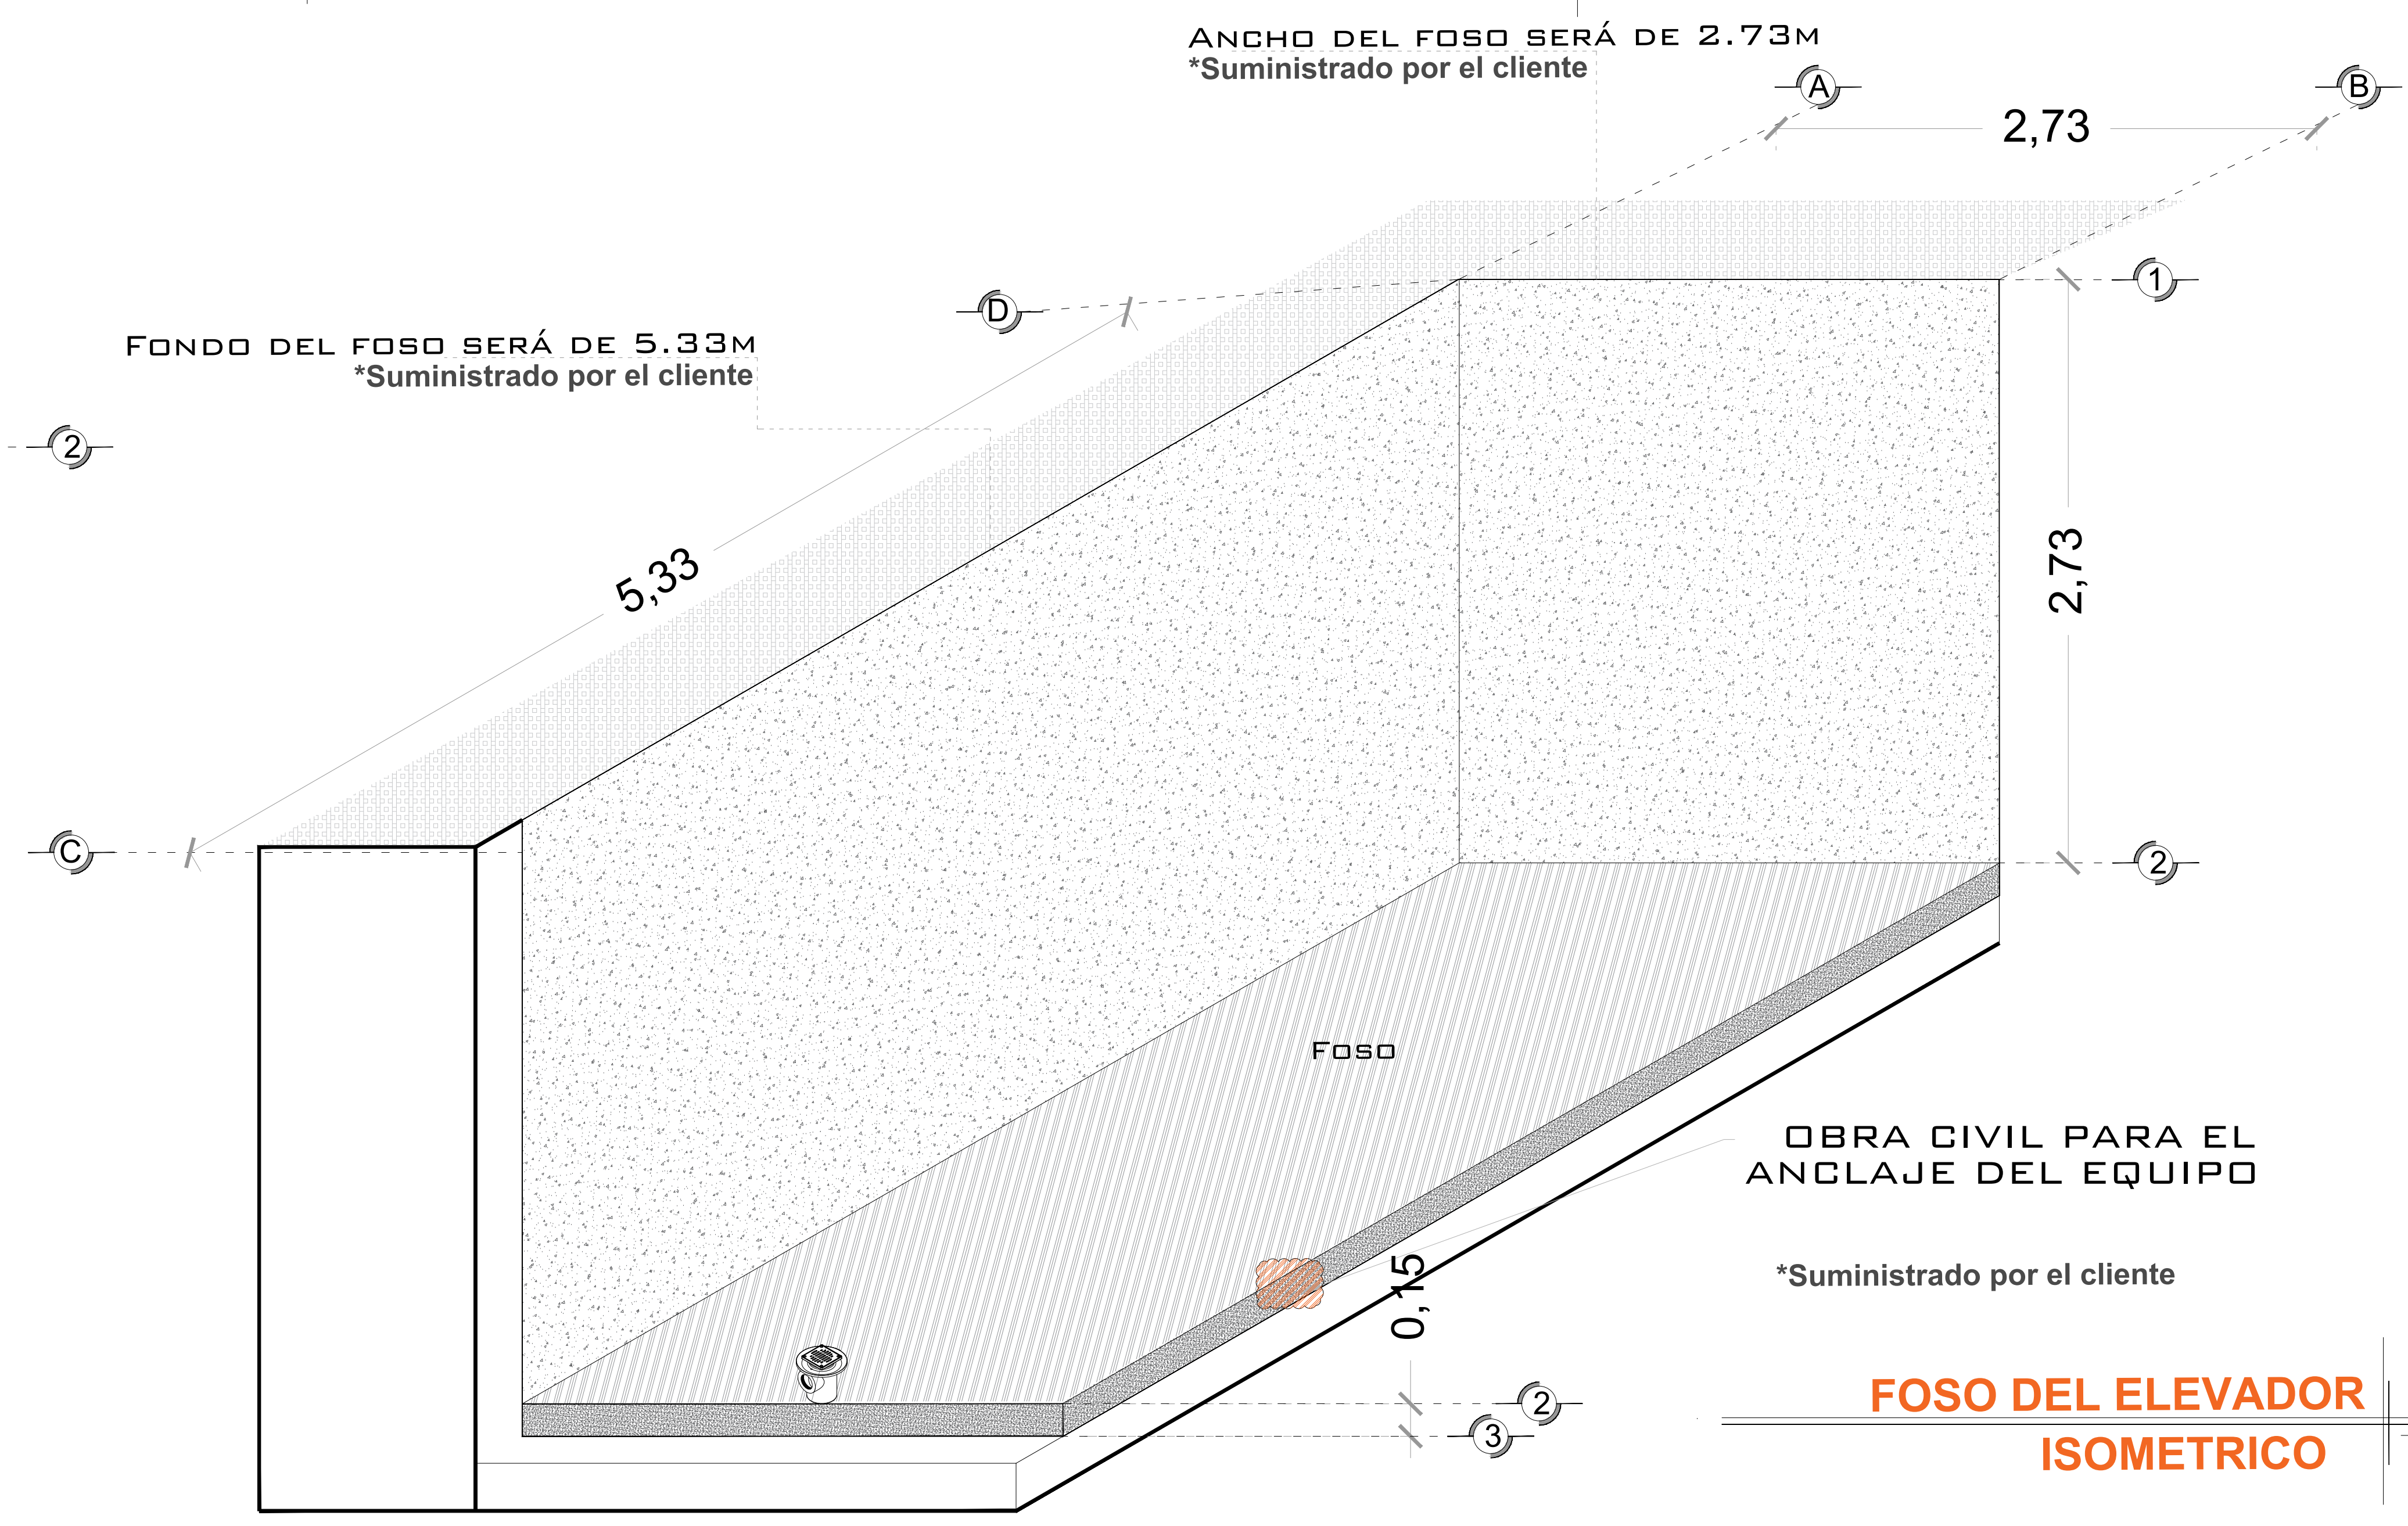 ANCHO DEL FOSO SERÁ DE 2.73M
*Suministrado por el cliente
A
B
2,73
D
1
FONDO DEL FOSO SERÁ DE 5.33M
*Suministrado por el cliente
2
5,33
2,73
C
2
FOSO
OBRA CIVIL PARA EL
ANCLAJE DEL EQUIPO
*Suministrado por el cliente
0,15
2
3
FOSO DEL ELEVADOR
ISOMETRICO